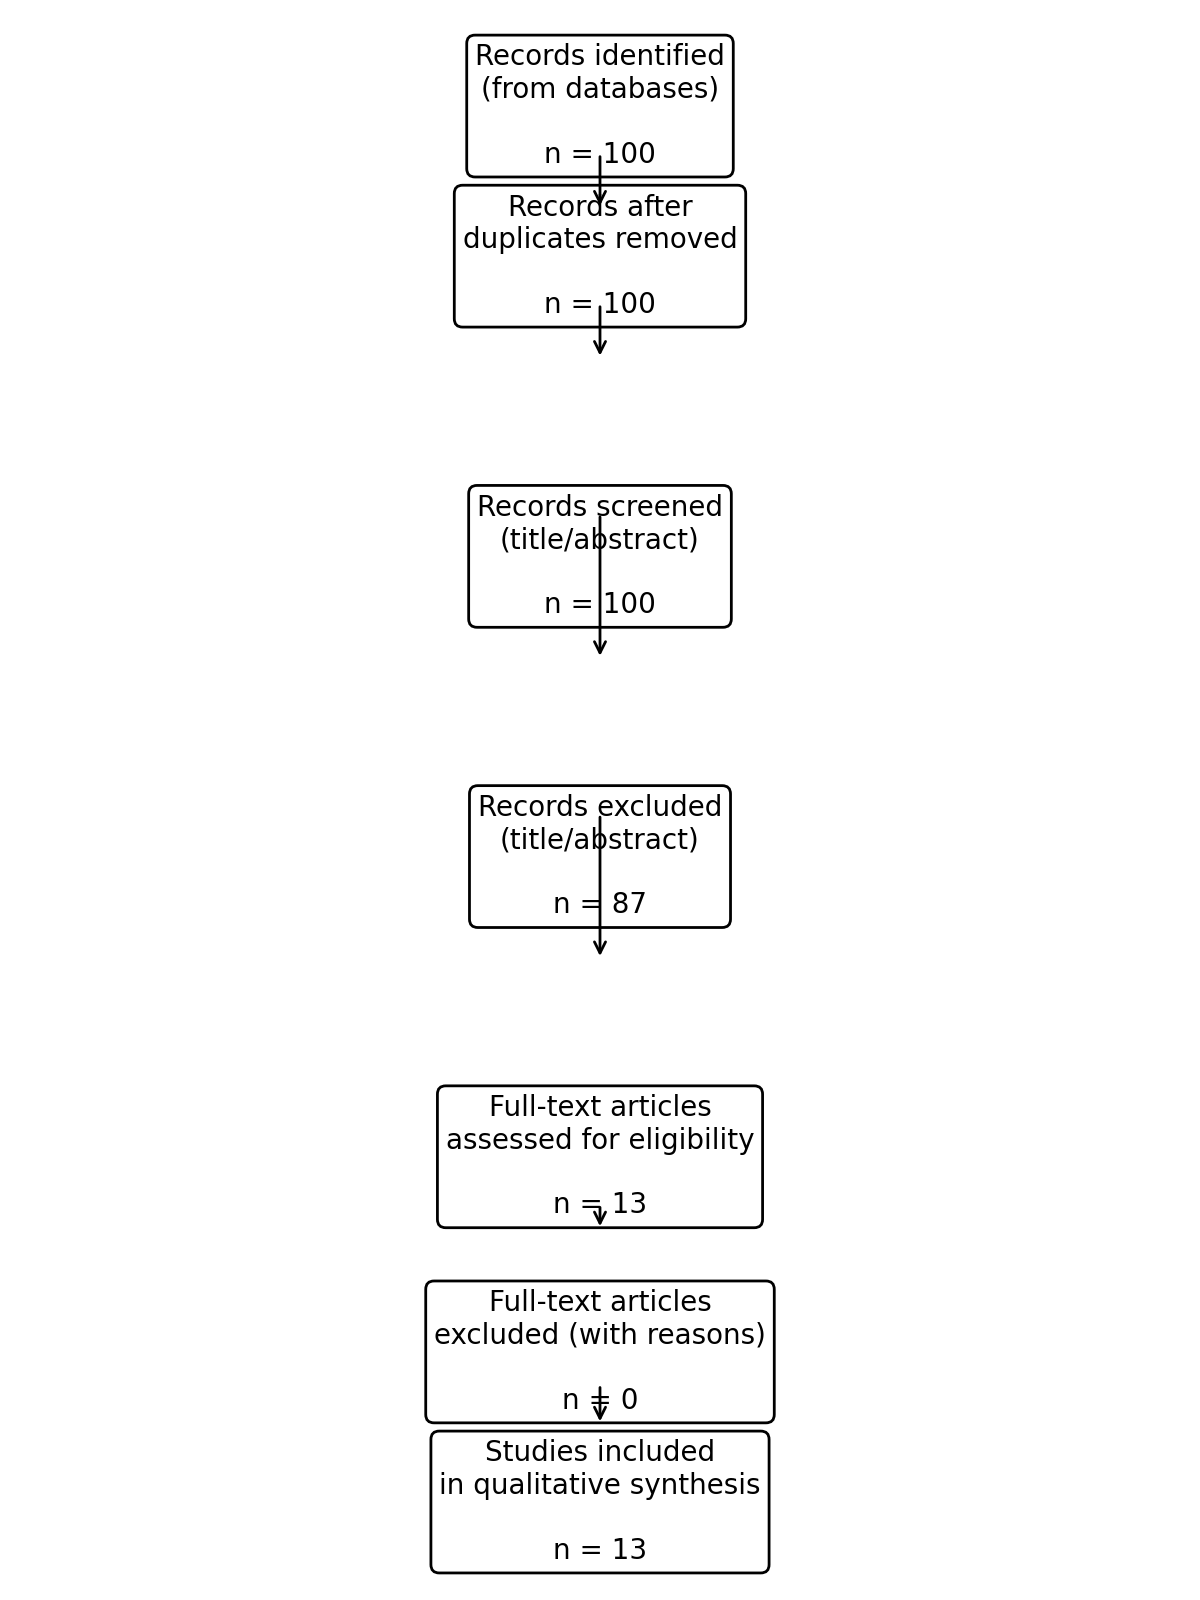 Records identified
(from databases)
n = 100
Records after
duplicates removed
n = 100
Records screened
(title/abstract)
n = 100
Records excluded
(title/abstract)
n = 87
Full-text articles
assessed for eligibility
n = 13
Full-text articles
excluded (with reasons)
n = 0
Studies included
in qualitative synthesis
n = 13